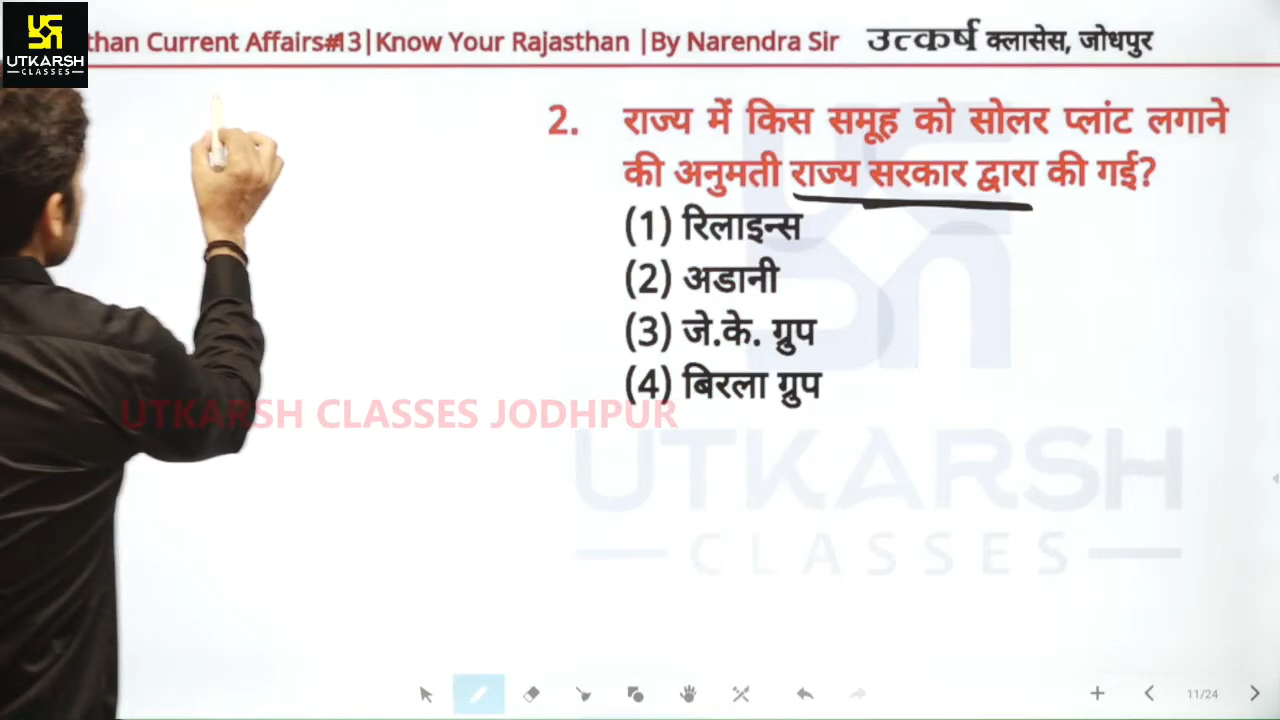 UTKARSH
CLASSES
than Current Affairs#13|Know Your Rajasthan |By Narendra Sir उत्कर्ष क्लासेस, जोधपुर
2. राज्य में किस समूह को सोलर प्लांट लगाने
की अनुमती राज्य सरकार द्वारा की गई?
(1) रिलाइन्स
(2) अडानी
(3) जे.के. ग्रुप
(4) बिरला ग्रुप
UTKARSH CLASSES JODHPUR
UTKARSH
CLASSES
11/24